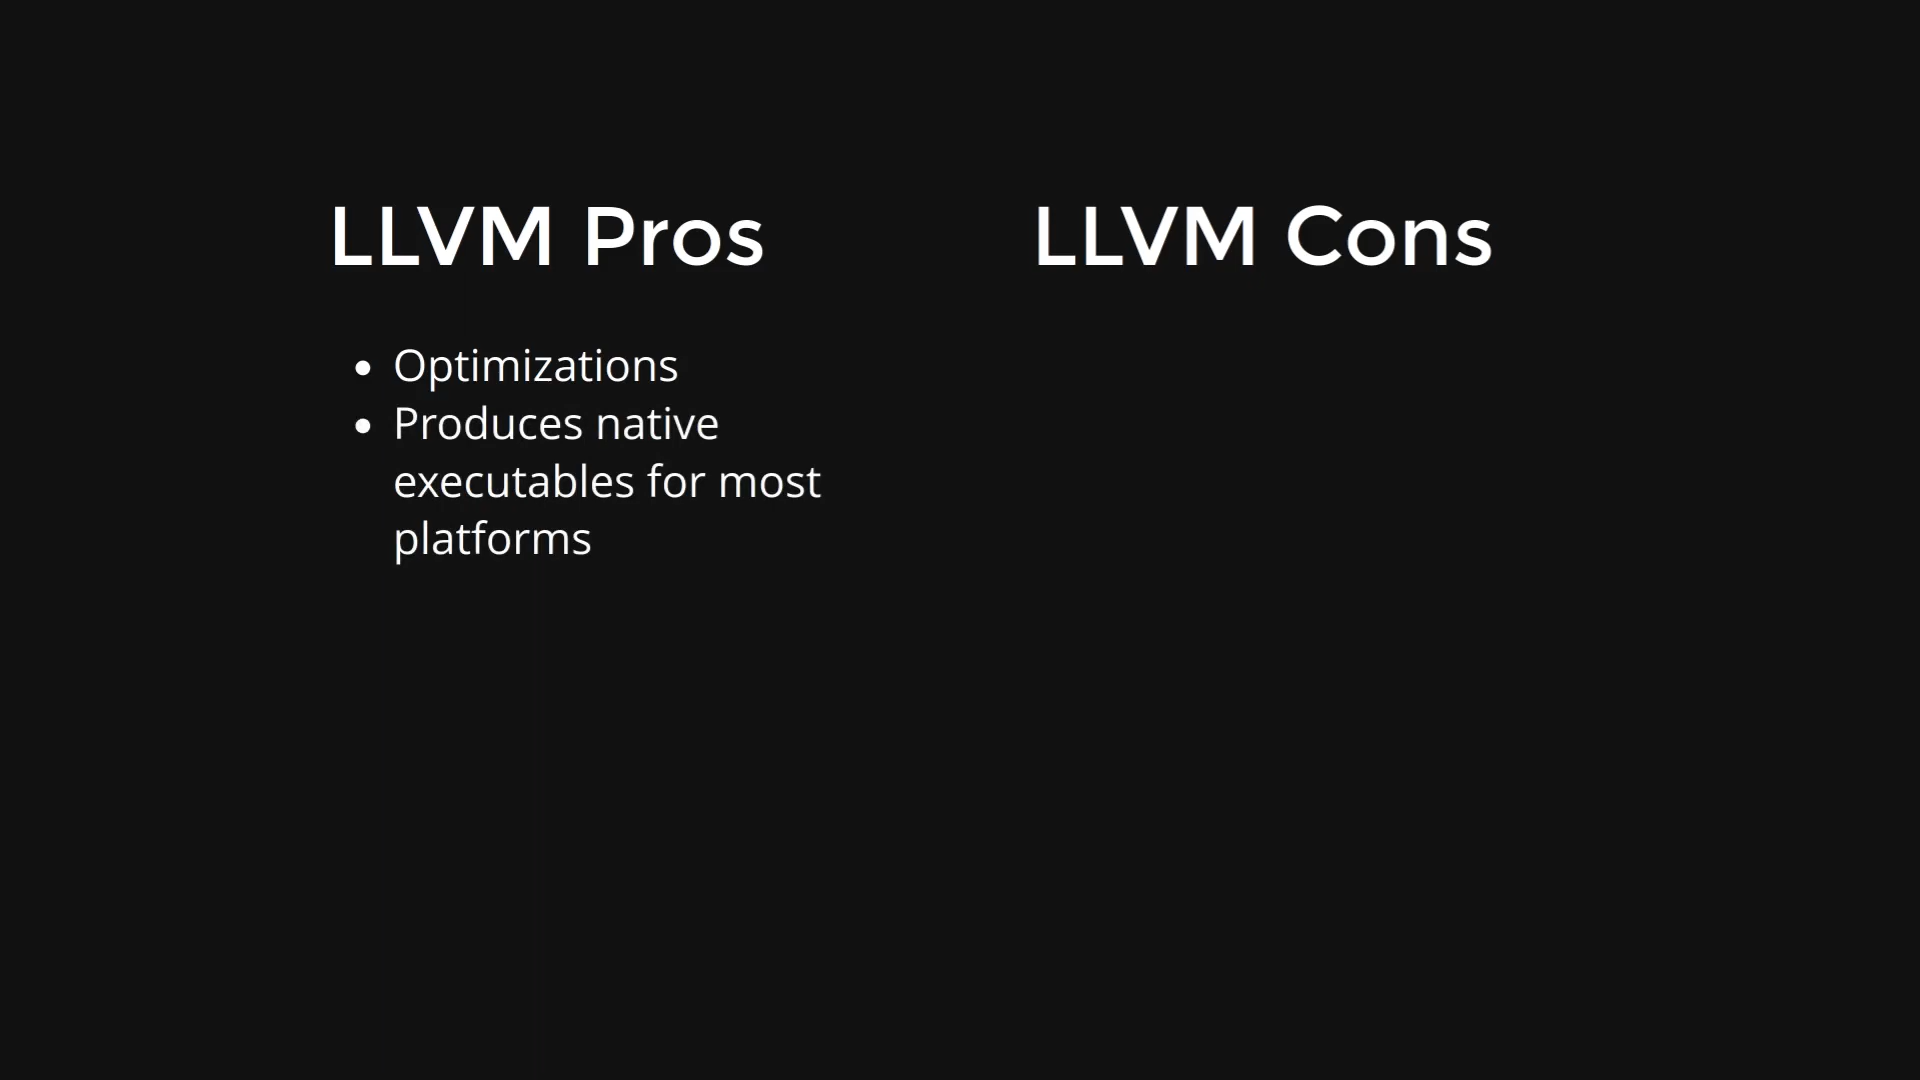 LLVM Pros
• Optimizations
• Produces native
executables for most
platforms
LLVM Cons